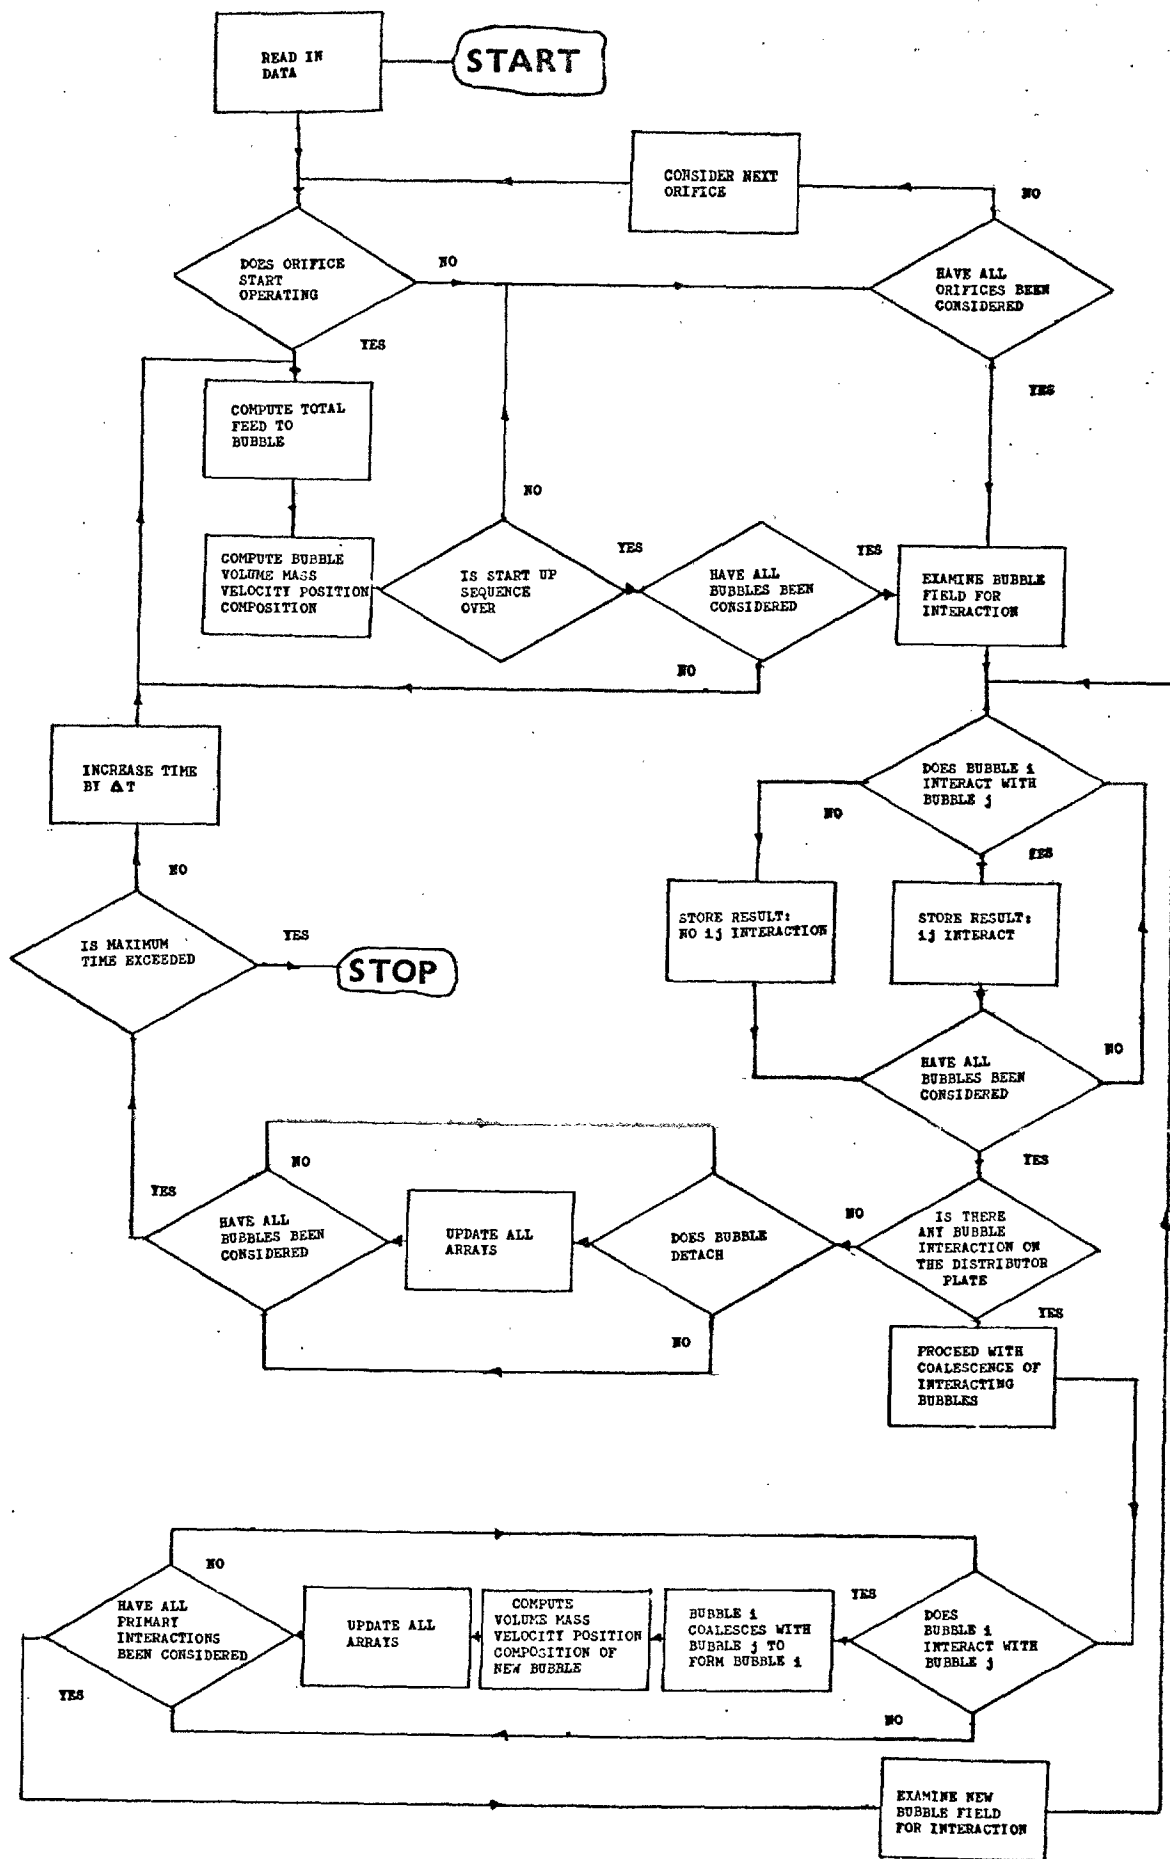 READ IN
DATA
START
CONSIDER NEXT
ORIFICE
NO
DOES ORIFICE
START
OPERATING
NO
HAVE ALL
ORIFICES BEEN
CONSIDERED
YES
YES
COMPUTE TOTAL
FEED TO
BUBBLE
NO
COMPUTE BUBBLE
VOLUME MASS
VELOCITY POSITION
COMPOSITION
IS START UP
SEQUENCE
OVER
YES
HAVE ALL
BUBBLES BEEN
CONSIDERED
YES
EXAMINE BUBBLE
FIELD FOR
INTERACTION
NO
INCREASE TIME
BY ΔT
DOES BUBBLE i
INTERACT WITH
BUBBLE j
NO
YES
NO
STORE RESULT:
NO ij INTERACTION
STORE RESULT:
ij INTERACT
IS MAXIMUM
TIME EXCEEDED
YES
STOP
HAVE ALL
BUBBLES BEEN
CONSIDERED
NO
YES
NO
YES
HAVE ALL
BUBBLES BEEN
CONSIDERED
UPDATE ALL
ARRAYS
DOES BUBBLE
DETACH
NO
IS THERE
ANY BUBBLE
INTERACTION ON
THE DISTRIBUTOR
PLATE
NO
YES
PROCEED WITH
COALESCENCE OF
INTERACTING
BUBBLES
NO
HAVE ALL
PRIMARY
INTERACTIONS
BEEN CONSIDERED
UPDATE ALL
ARRAYS
COMPUTE
VOLUME MASS
VELOCITY POSITION
COMPOSITION OF
NEW BUBBLE
BUBBLE i
COALESCES WITH
BUBBLE j TO
FORM BUBBLE i
YES
DOES
BUBBLE i
INTERACT WITH
BUBBLE j
YES
NO
EXAMINE NEW
BUBBLE FIELD
FOR INTERACTION